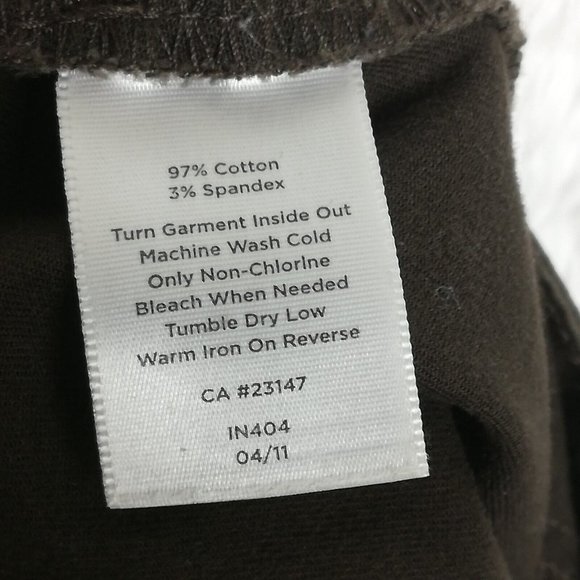 97% Cotton
3% Spandex
Turn Garment Inside Out
Machine Wash Cold
Only Non-Chlorine
Bleach When Needed
Tumble Dry Low
Warm Iron On Reverse
CA #23147
IN404
04/11